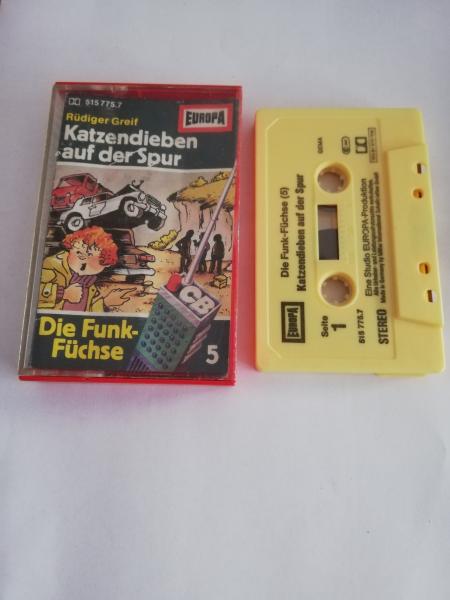 515 775.7
EUROPA
Rüdiger Greif
Katzendieben
auf der Spur
CB
Die Funk-
Füchse
5
Die Funk-Füchse (5)
Katzendieben auf der Spur
GEMA
EUROPA
Seite
1
Eine Studio EUROPA-Produktion
515 775.7
STEREO